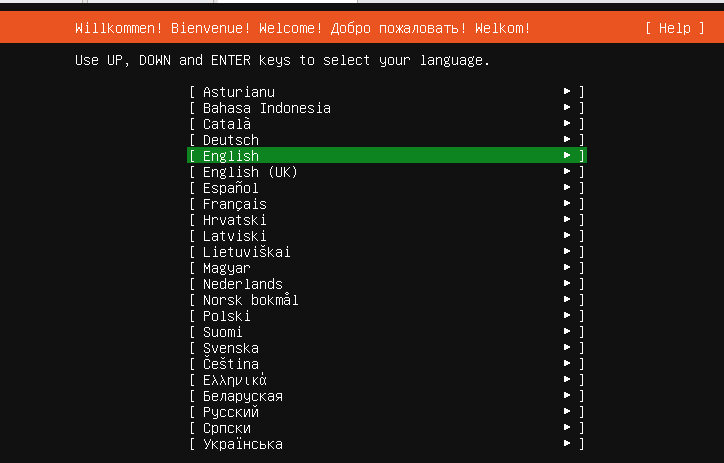 Willkommen! Bienvenue! Welcome! Добро пожаловать! Welkom! [ Help ]
Use UP, DOWN and ENTER keys to select your language.
[ Asturianu ► ]
[ Bahasa Indonesia ► ]
[ Català ► ]
[ Deutsch ► ]
[ English ► ]
[ English (UK) ► ]
[ Español ► ]
[ Français ► ]
[ Hrvatski ► ]
[ Latviski ► ]
[ Lietuviškai ► ]
[ Magyar ► ]
[ Nederlands ► ]
[ Norsk bokmål ► ]
[ Polski ► ]
[ Suomi ► ]
[ Svenska ► ]
[ Čeština ► ]
[ Ελληνικά ► ]
[ Беларуская ► ]
[ Русский ► ]
[ Српски ► ]
[ Українська ► ]